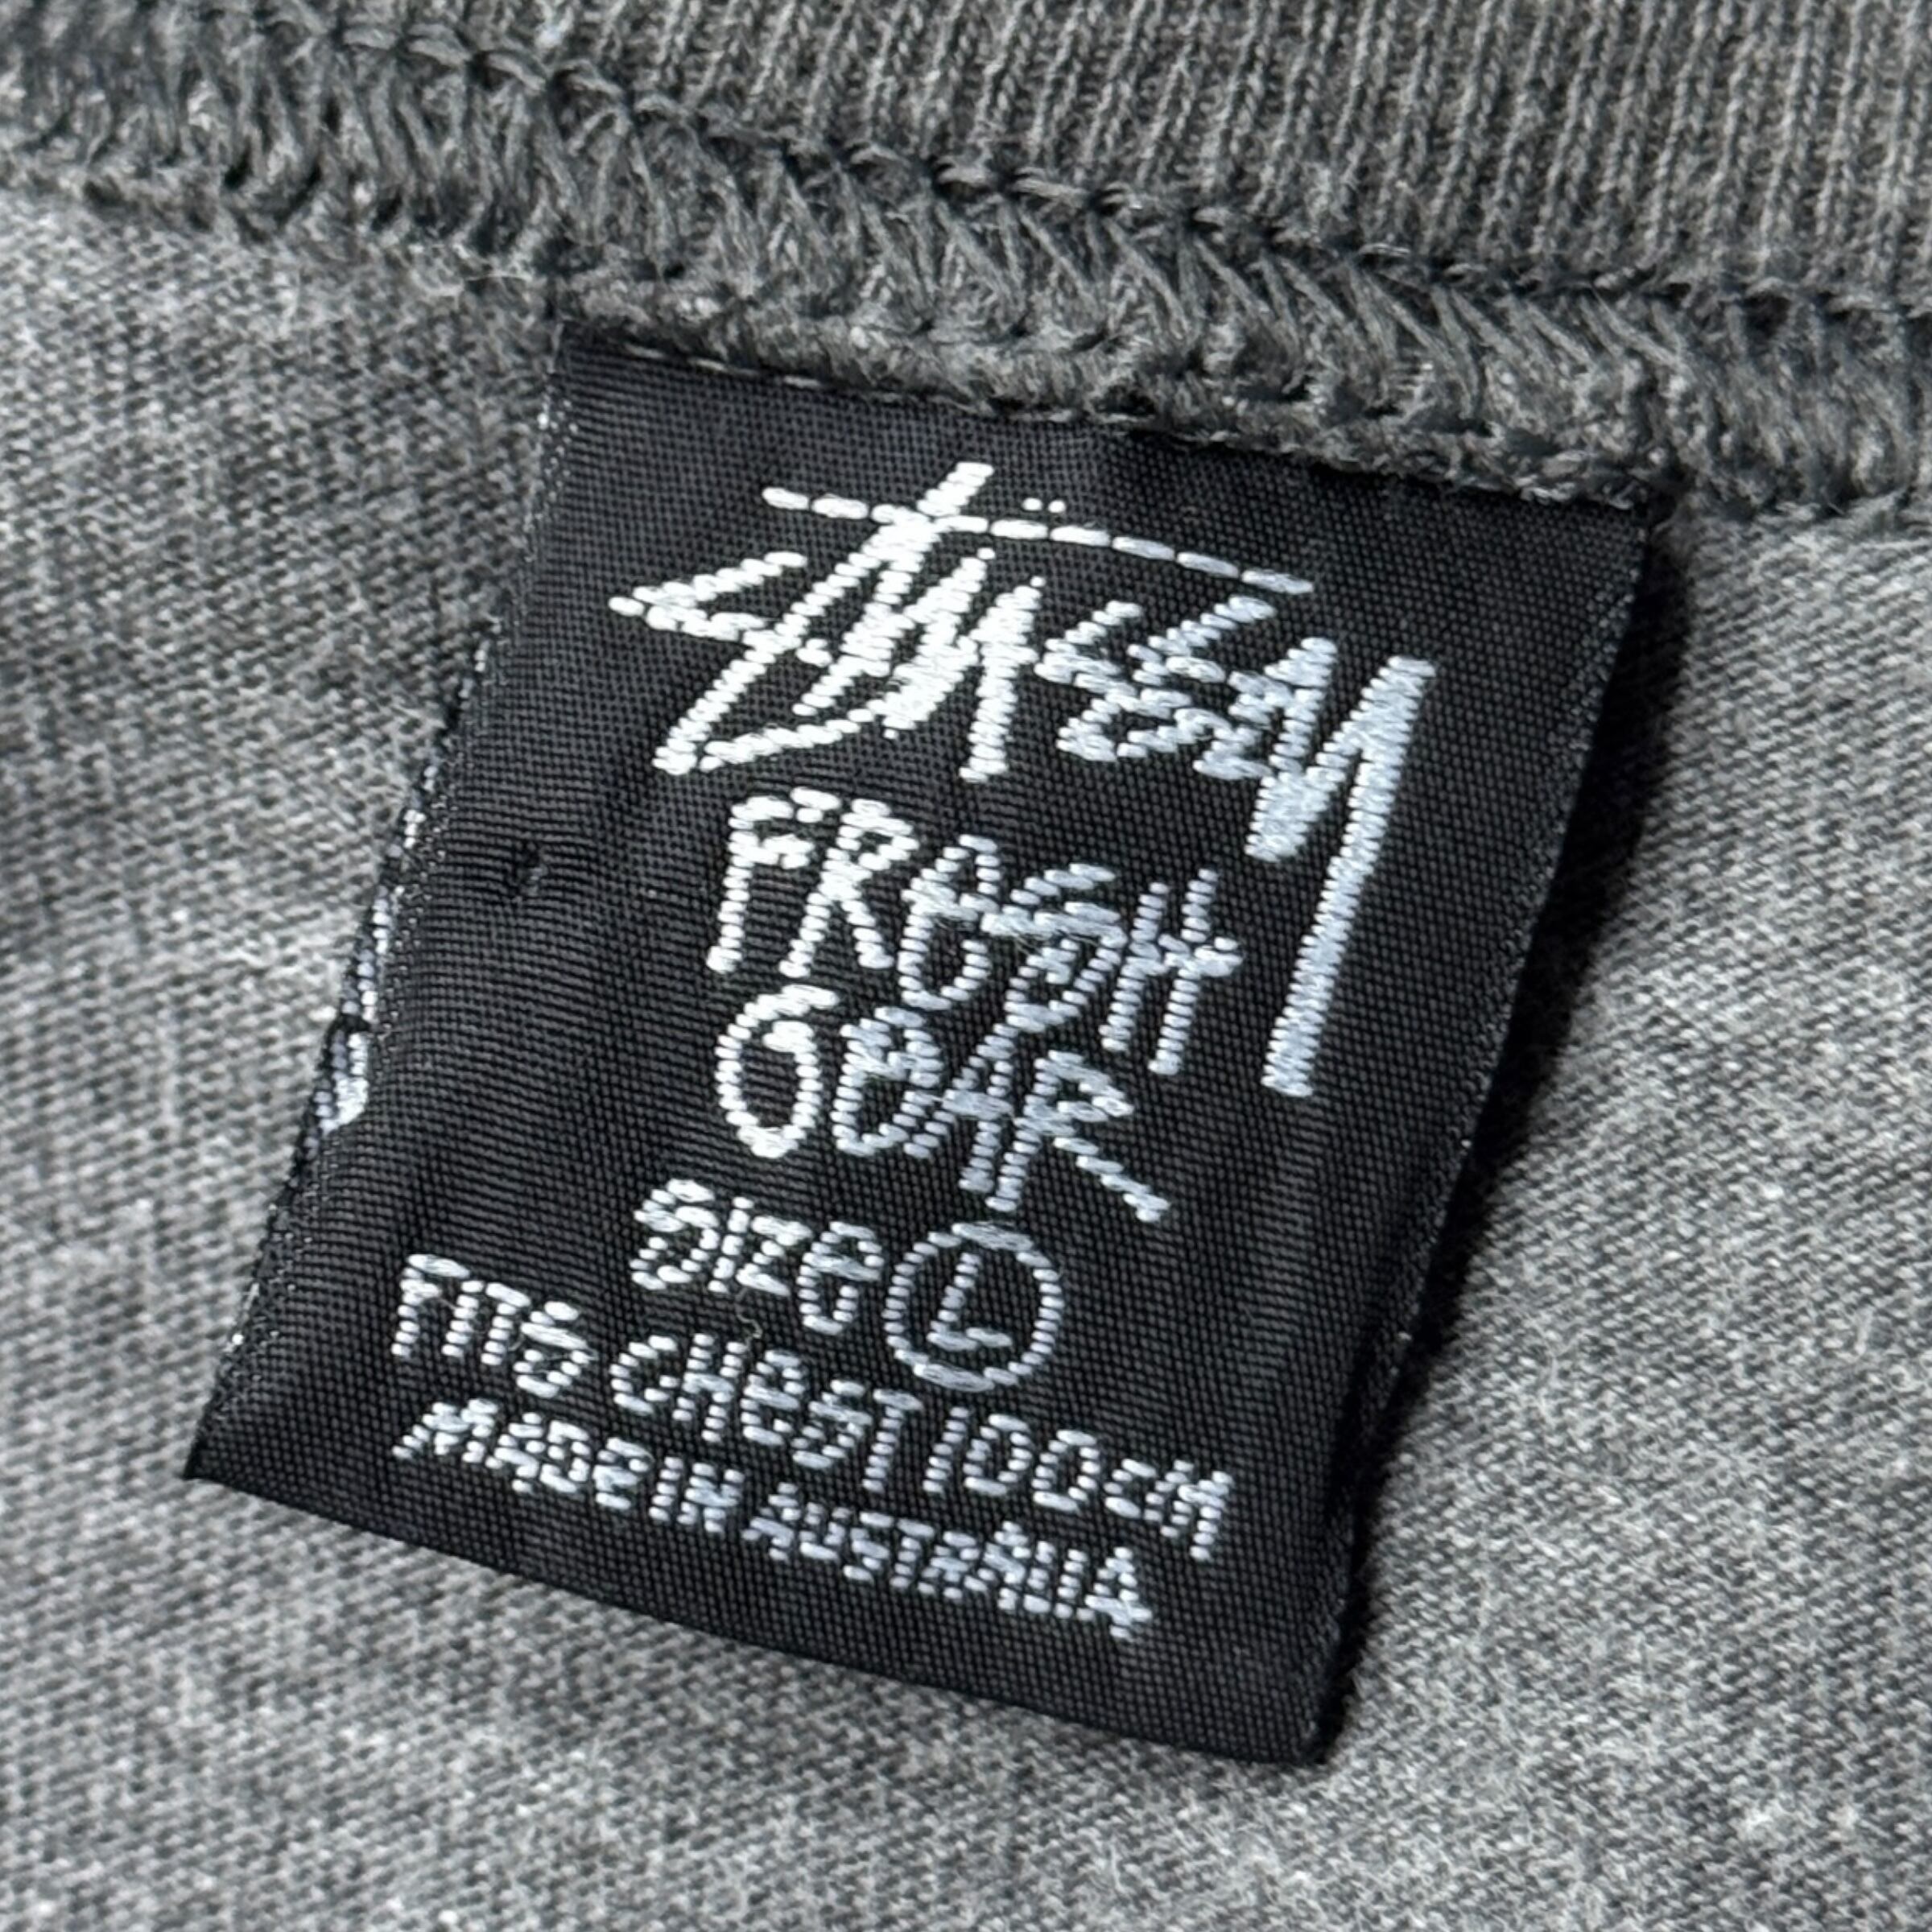 Stüssy
FRESH
GEAR
SIZE L
FITS CHEST 100cM
MADE IN AUSTRALIA